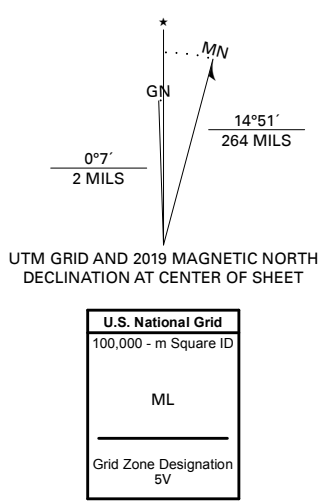 ★
MN
GN
14°51´
264 MILS
0°7´
2 MILS
UTM GRID AND 2019 MAGNETIC NORTH
DECLINATION AT CENTER OF SHEET
U.S. National Grid
100,000 - m Square ID
ML
Grid Zone Designation
5V